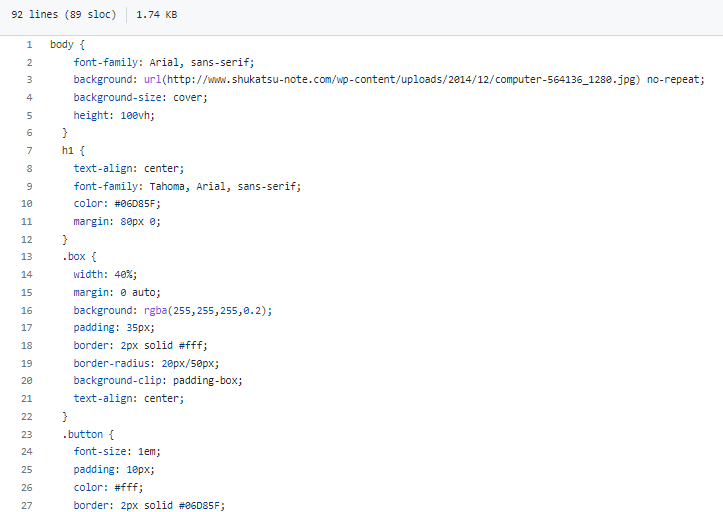 92 lines (89 sloc) 1.74 KB
1 body {
2 font-family: Arial, sans-serif;
3 background: url(http://www.shukatsu-note.com/wp-content/uploads/2014/12/computer-564136_1280.jpg) no-repeat;
4 background-size: cover;
5 height: 100vh;
6 }
7 h1 {
8 text-align: center;
9 font-family: Tahoma, Arial, sans-serif;
10 color: #06D85F;
11 margin: 80px 0;
12 }
13 .box {
14 width: 40%;
15 margin: 0 auto;
16 background: rgba(255,255,255,0.2);
17 padding: 35px;
18 border: 2px solid #fff;
19 border-radius: 20px/50px;
20 background-clip: padding-box;
21 text-align: center;
22 }
23 .button {
24 font-size: 1em;
25 padding: 10px;
26 color: #fff;
27 border: 2px solid #06D85F;